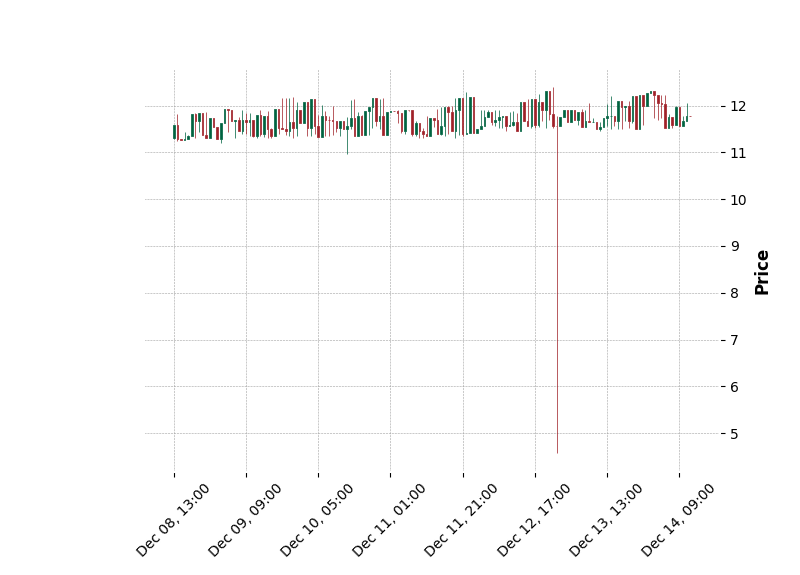 12
11
10
9
8
7
6
5
Price
Dec 08, 13:00
Dec 09, 09:00
Dec 10, 05:00
Dec 11, 01:00
Dec 11, 21:00
Dec 12, 17:00
Dec 13, 13:00
Dec 14, 09:00